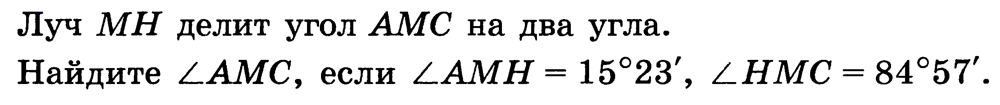 Луч MH делит угол AMC на два угла.
Найдите ∠AMC, если ∠AMH = 15°23′, ∠HMC = 84°57′.